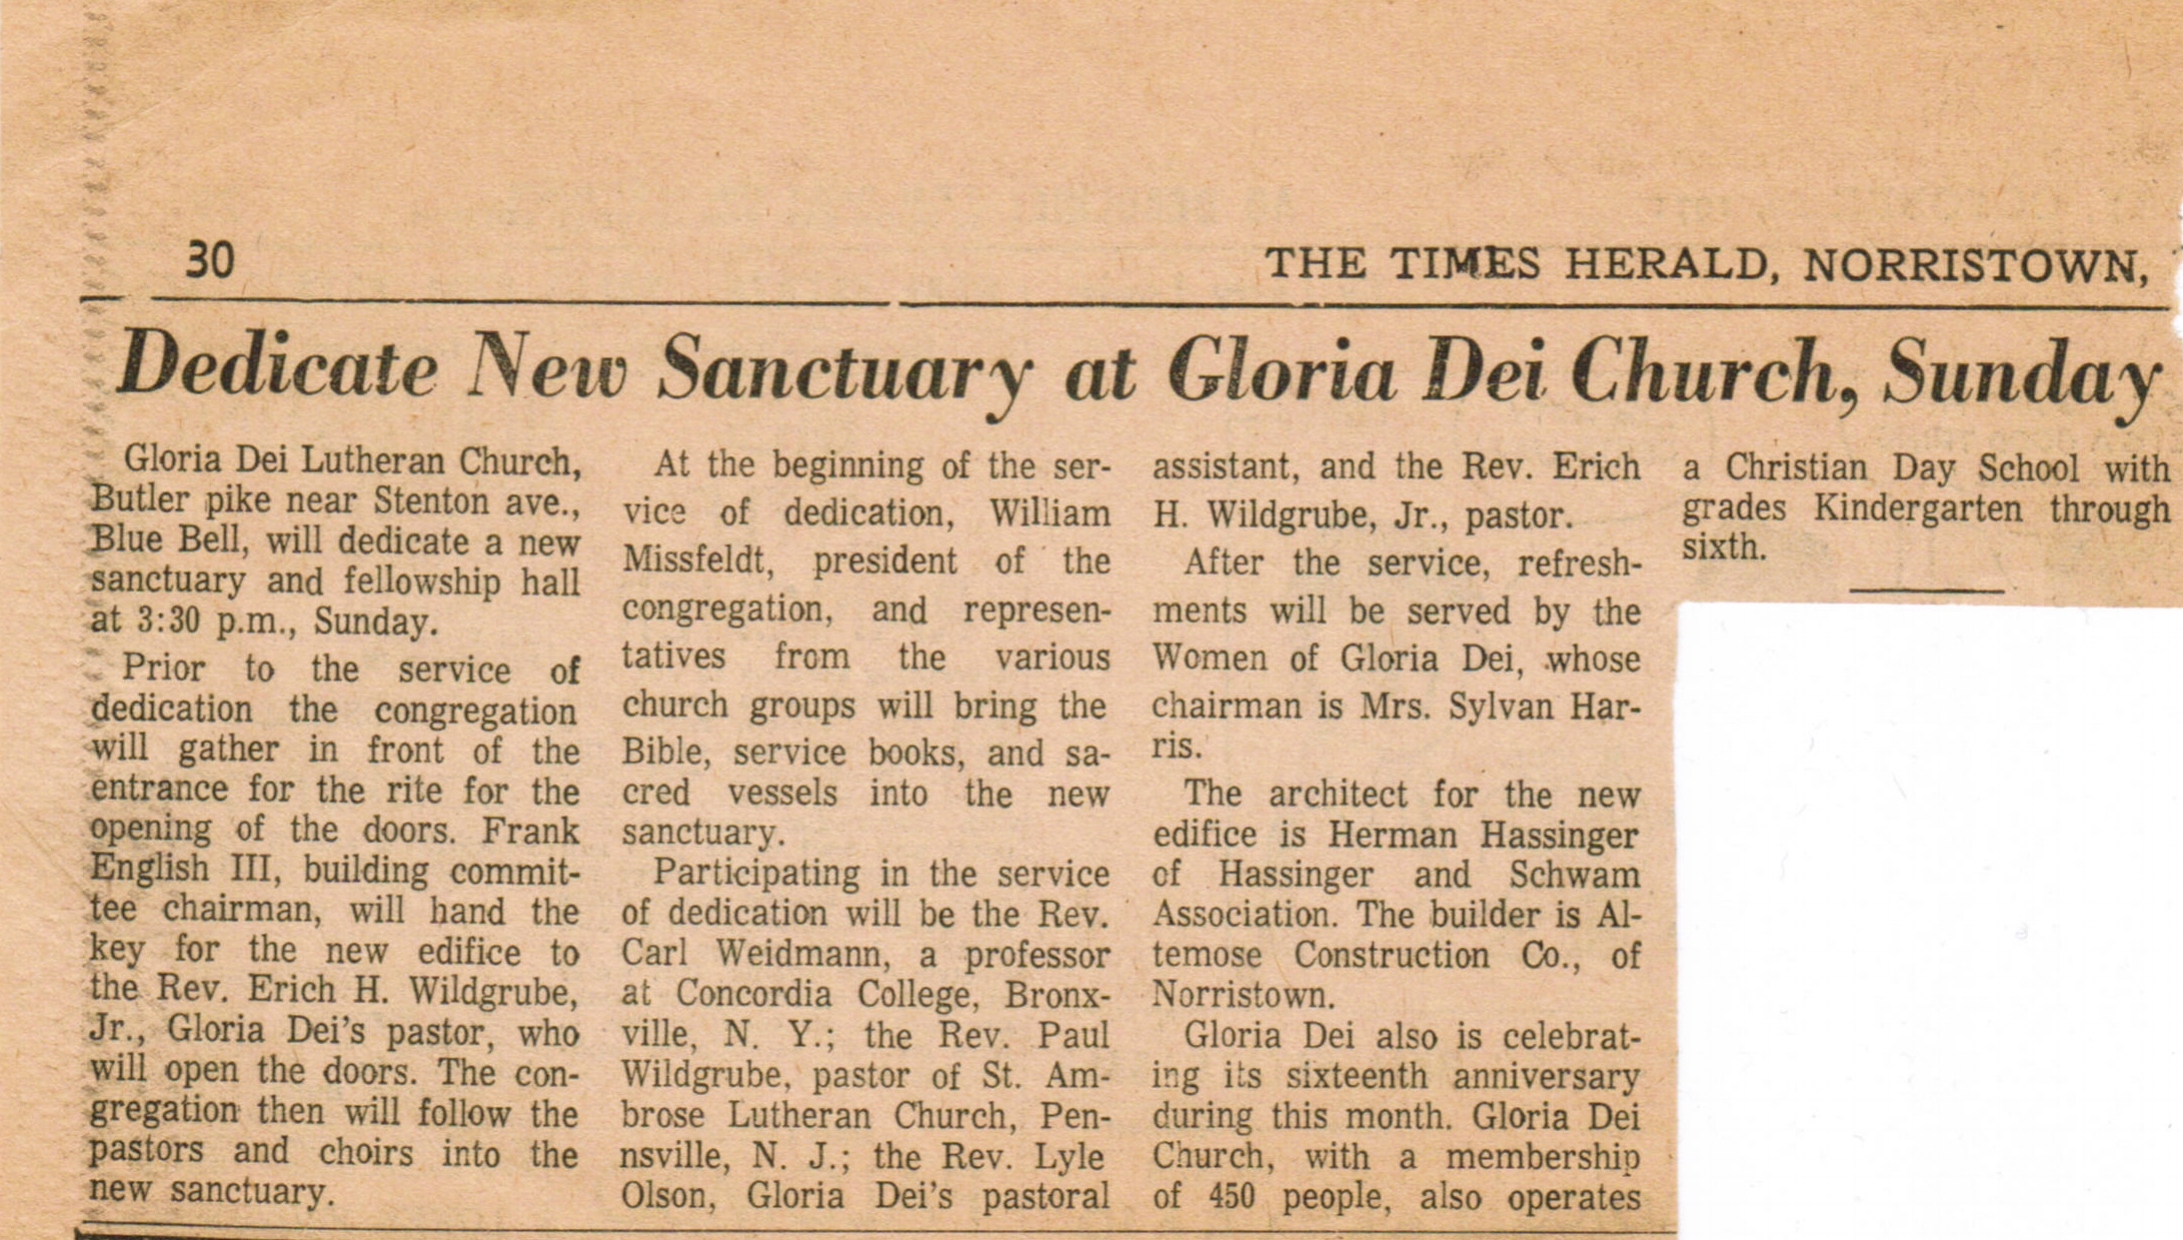 30
THE TIMES HERALD, NORRISTOWN,
Dedicate New Sanctuary at Gloria Dei Church, Sunday
Gloria Dei Lutheran Church,
Butler pike near Stenton ave.,
Blue Bell, will dedicate a new
sanctuary and fellowship hall
at 3:30 p.m., Sunday.
Prior to the service of
dedication the congregation
will gather in front of the
entrance for the rite for the
opening of the doors. Frank
English III, building commit-
tee chairman, will hand the
key for the new edifice to
the Rev. Erich H. Wildgrube,
Jr., Gloria Dei's pastor, who
will open the doors. The con-
gregation then will follow the
pastors and choirs into the
new sanctuary.
At the beginning of the ser-
vice of dedication, William
Missfeldt, president of the
congregation, and represen-
tatives from the various
church groups will bring the
Bible, service books, and sa-
cred vessels into the new
sanctuary.
Participating in the service
of dedication will be the Rev.
Carl Weidmann, a professor
at Concordia College, Bronx-
ville, N. Y.; the Rev. Paul
Wildgrube, pastor of St. Am-
brose Lutheran Church, Pen-
nsville, N. J.; the Rev. Lyle
Olson, Gloria Dei's pastoral
assistant, and the Rev. Erich
H. Wildgrube, Jr., pastor.
After the service, refresh-
ments will be served by the
Women of Gloria Dei, whose
chairman is Mrs. Sylvan Har-
ris.
The architect for the new
edifice is Herman Hassinger
of Hassinger and Schwam
Association. The builder is Al-
temose Construction Co., of
Norristown.
Gloria Dei also is celebrat-
ing its sixteenth anniversary
during this month. Gloria Dei
Church, with a membership
of 450 people, also operates
a Christian Day School with
grades Kindergarten through
sixth.